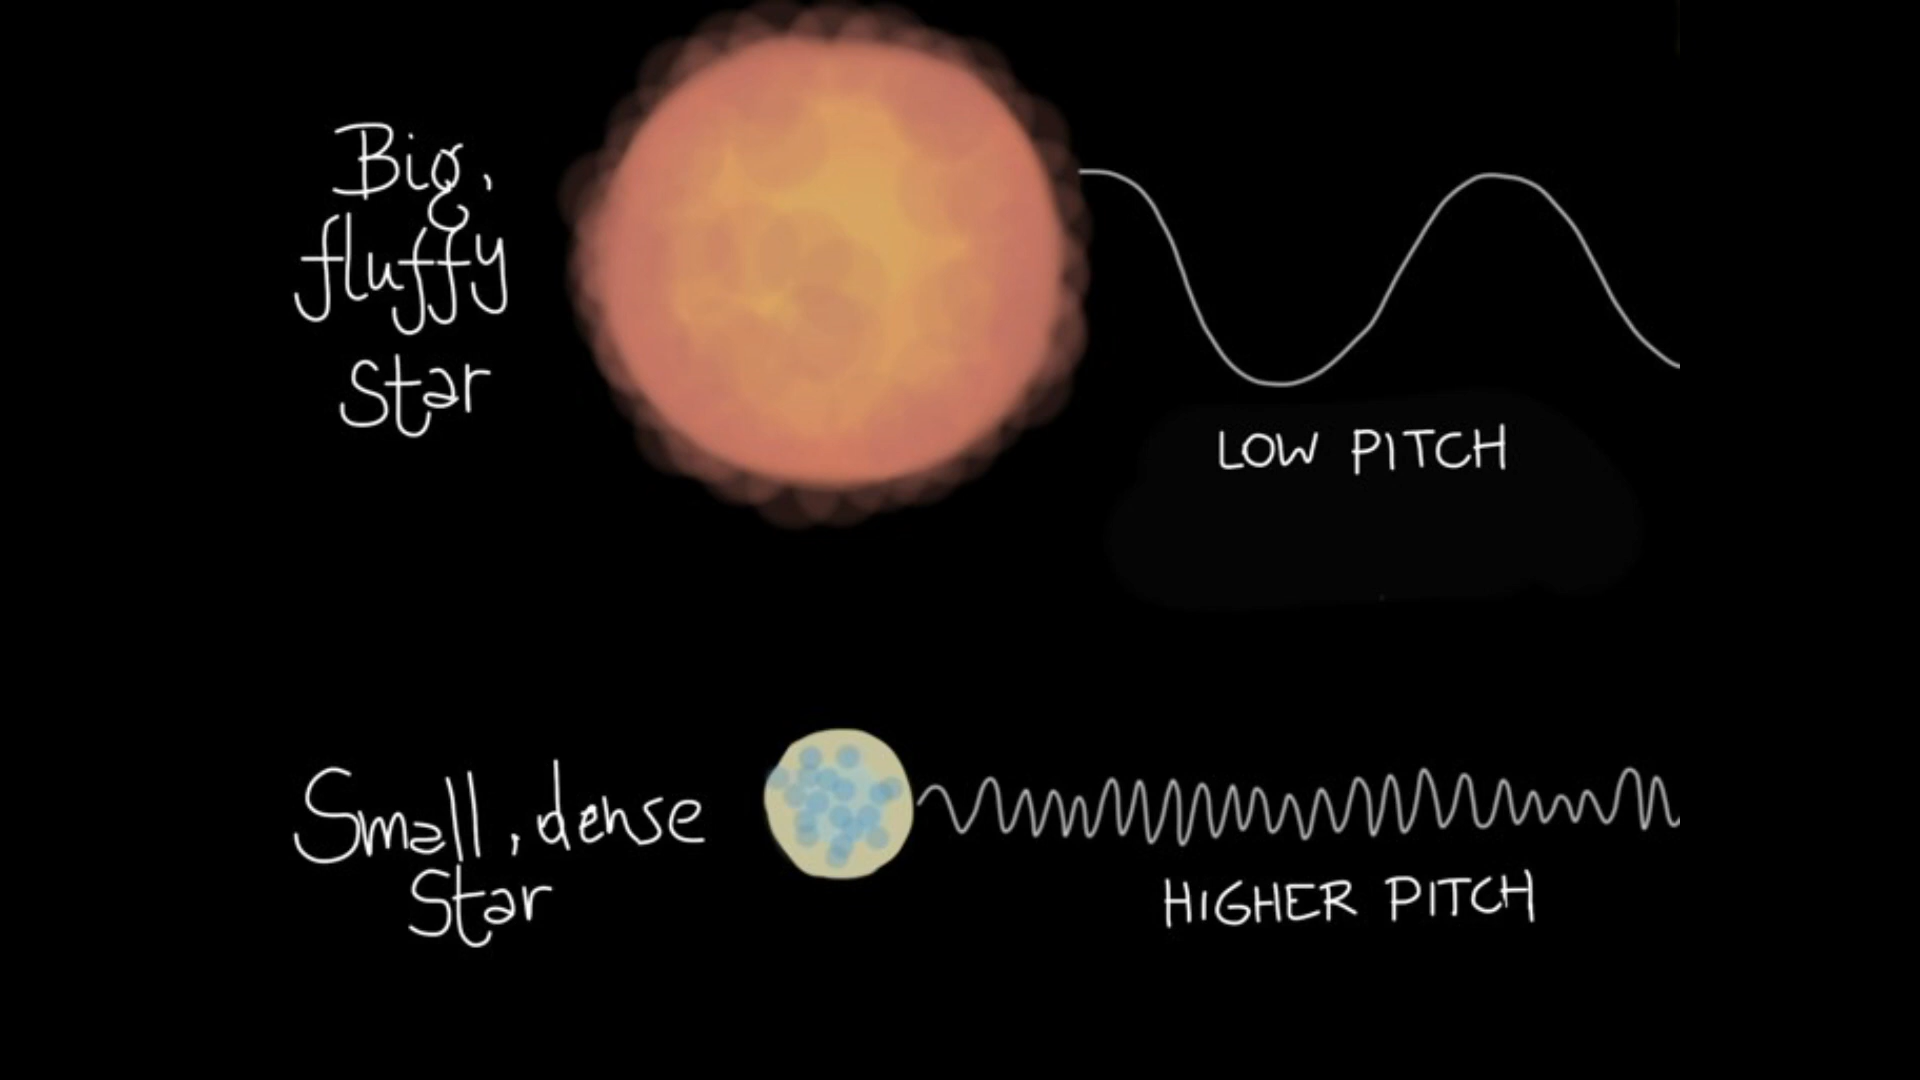 Big,
fluffy
star
LOW PITCH
Small, dense
Star
HIGHER PITCH